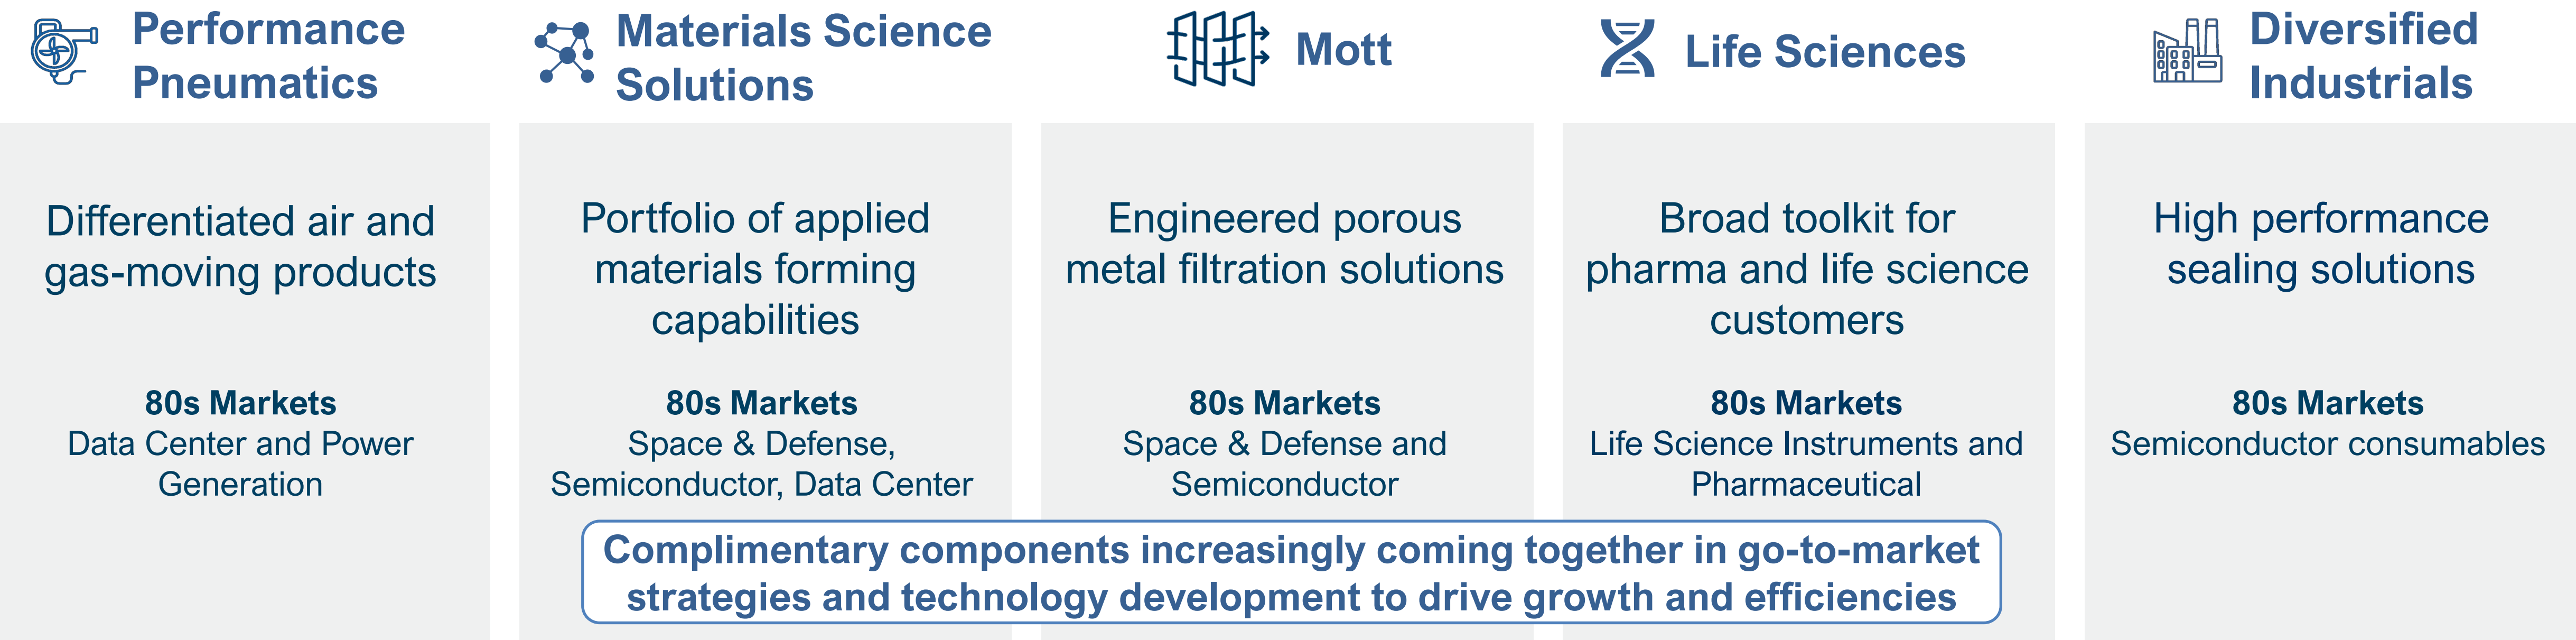 Performance
Pneumatics
Differentiated air and
gas-moving products
80s Markets
Data Center and Power
Generation
Materials Science
Solutions
Portfolio of applied
materials forming
capabilities
80s Markets
Space & Defense,
Semiconductor, Data Center
Mott
Engineered porous
metal filtration solutions
80s Markets
Space & Defense and
Semiconductor
Life Sciences
Broad toolkit for
pharma and life science
customers
80s Markets
Life Science Instruments and
Pharmaceutical
Diversified
Industrials
High performance
sealing solutions
80s Markets
Semiconductor consumables
Complimentary components increasingly coming together in go-to-market
strategies and technology development to drive growth and efficiencies